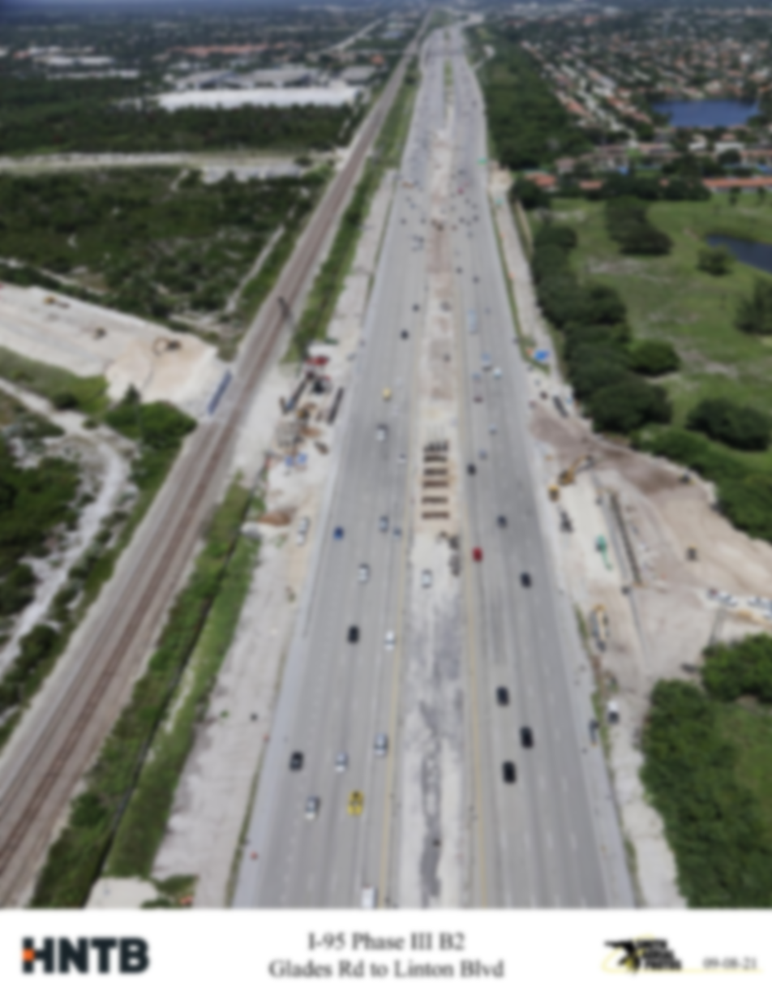 HNTB
I-95 Phase III B2
Glades Rd to Linton Blvd
09-08-21